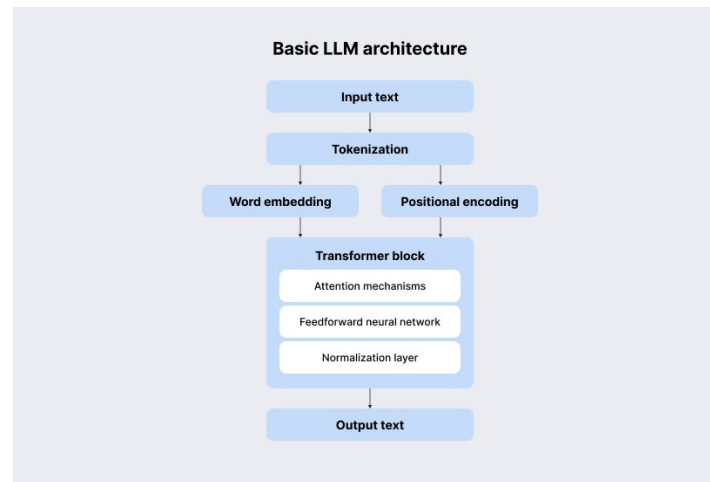 Basic LLM architecture
Input text
Tokenization
Word embedding
Positional encoding
Transformer block
Attention mechanisms
Feedforward neural network
Normalization layer
Output text